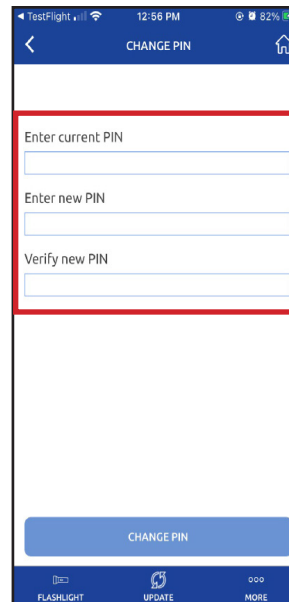 ◀ TestFlight 12:56 PM 82%
CHANGE PIN
Enter current PIN
Enter new PIN
Verify new PIN
CHANGE PIN
FLASHLIGHT UPDATE MORE